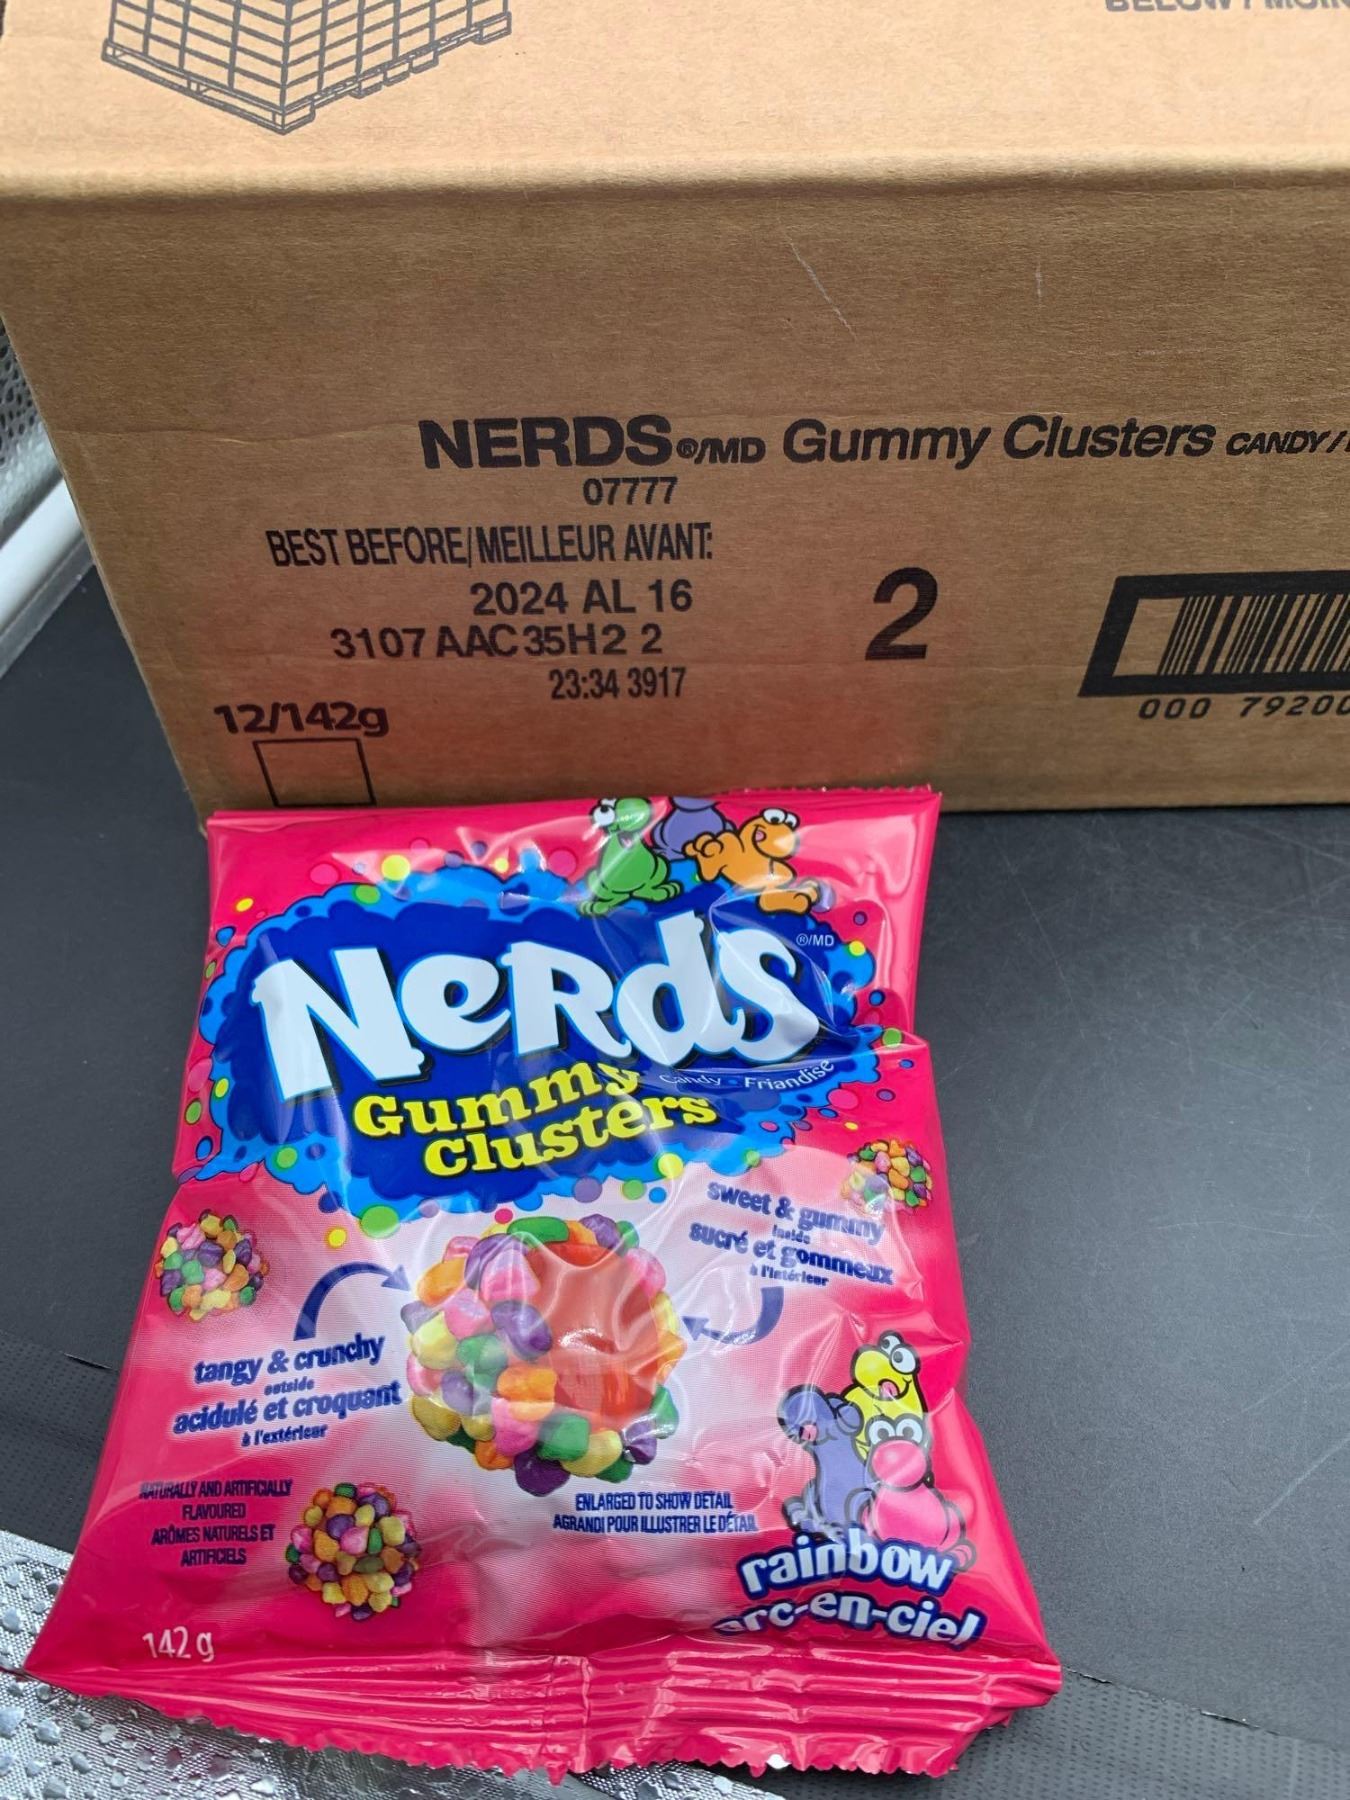 NERDS®/MD Gummy Clusters CANDY/
07777
BEST BEFORE/MEILLEUR AVANT:
2024 AL 16
3107 AAC 35H2 2
23:34 3917
2
12/142g
000 79200
NeRdS ®/MD
Candy - Friandise
Gummy
Clusters
sweet & gummy
inside
sucré et gommeux
à l'intérieur
tangy & crunchy
outside
acidulé et croquant
à l'extérieur
NATURALLY AND ARTIFICIALLY
FLAVOURED
ARÔMES NATURELS ET
ARTIFICIELS
ENLARGED TO SHOW DETAIL
AGRANDI POUR ILLUSTRER LE DÉTAIL
rainbow
arc-en-ciel
142 g